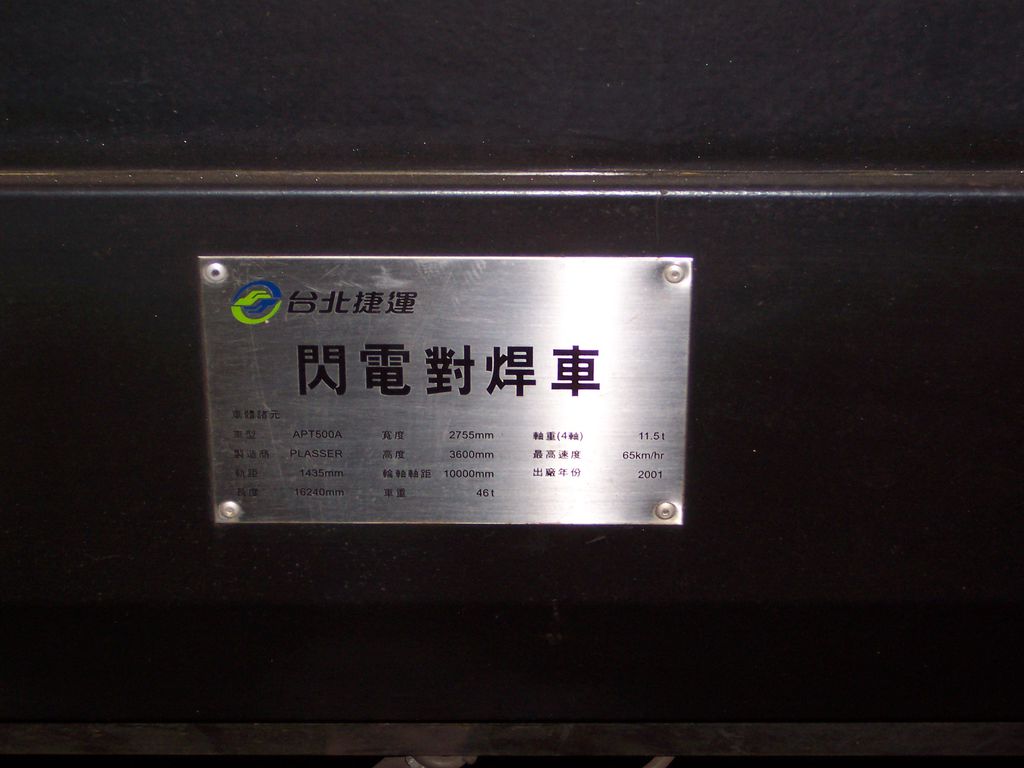 台北捷運
閃電對焊車
車體諸元
車型 APT500A 寬度 2755mm 軸重(4軸) 11.5t
製造商 PLASSER 高度 3600mm 最高速度 65km/hr
軌距 1435mm 輪軸軸距 10000mm 出廠年份 2001
長度 16240mm 車重 46t